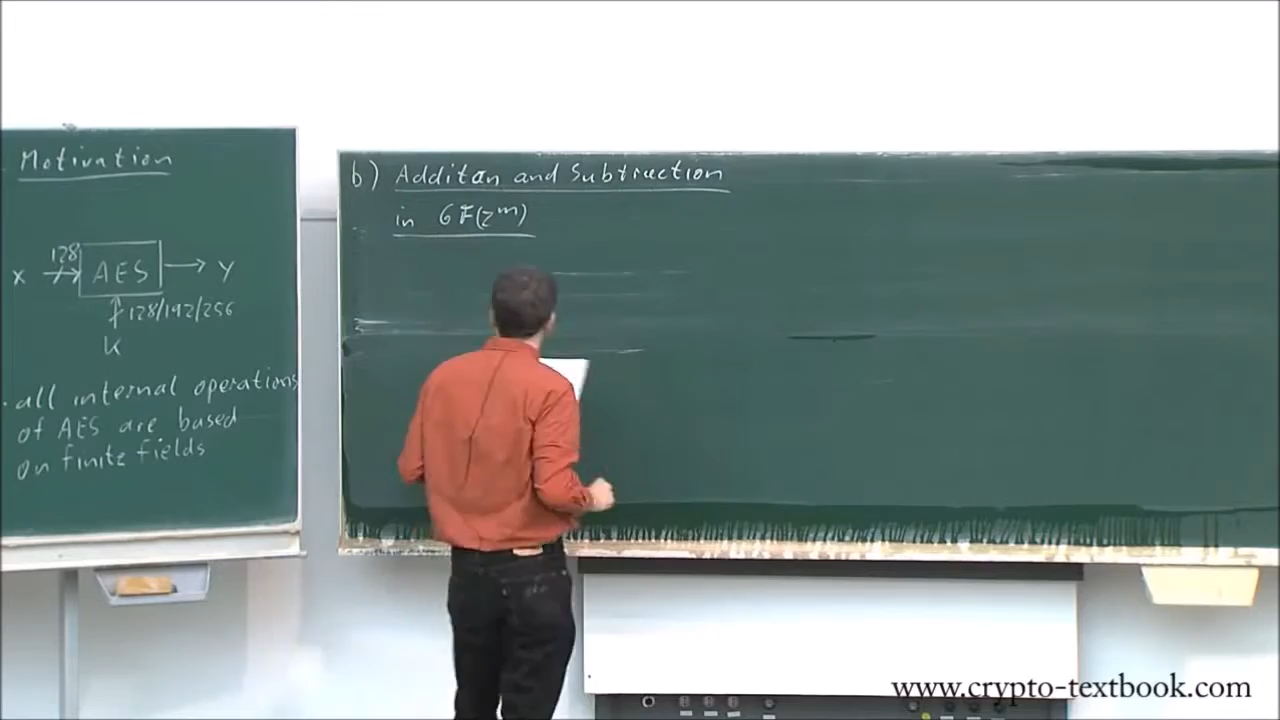 Motivation
x 128 AES y
128/192/256
k
· all internal operations
of AES are based
on finite fields
b) Addition and Subtraction
in GF(2^m)
www.crypto-textbook.com